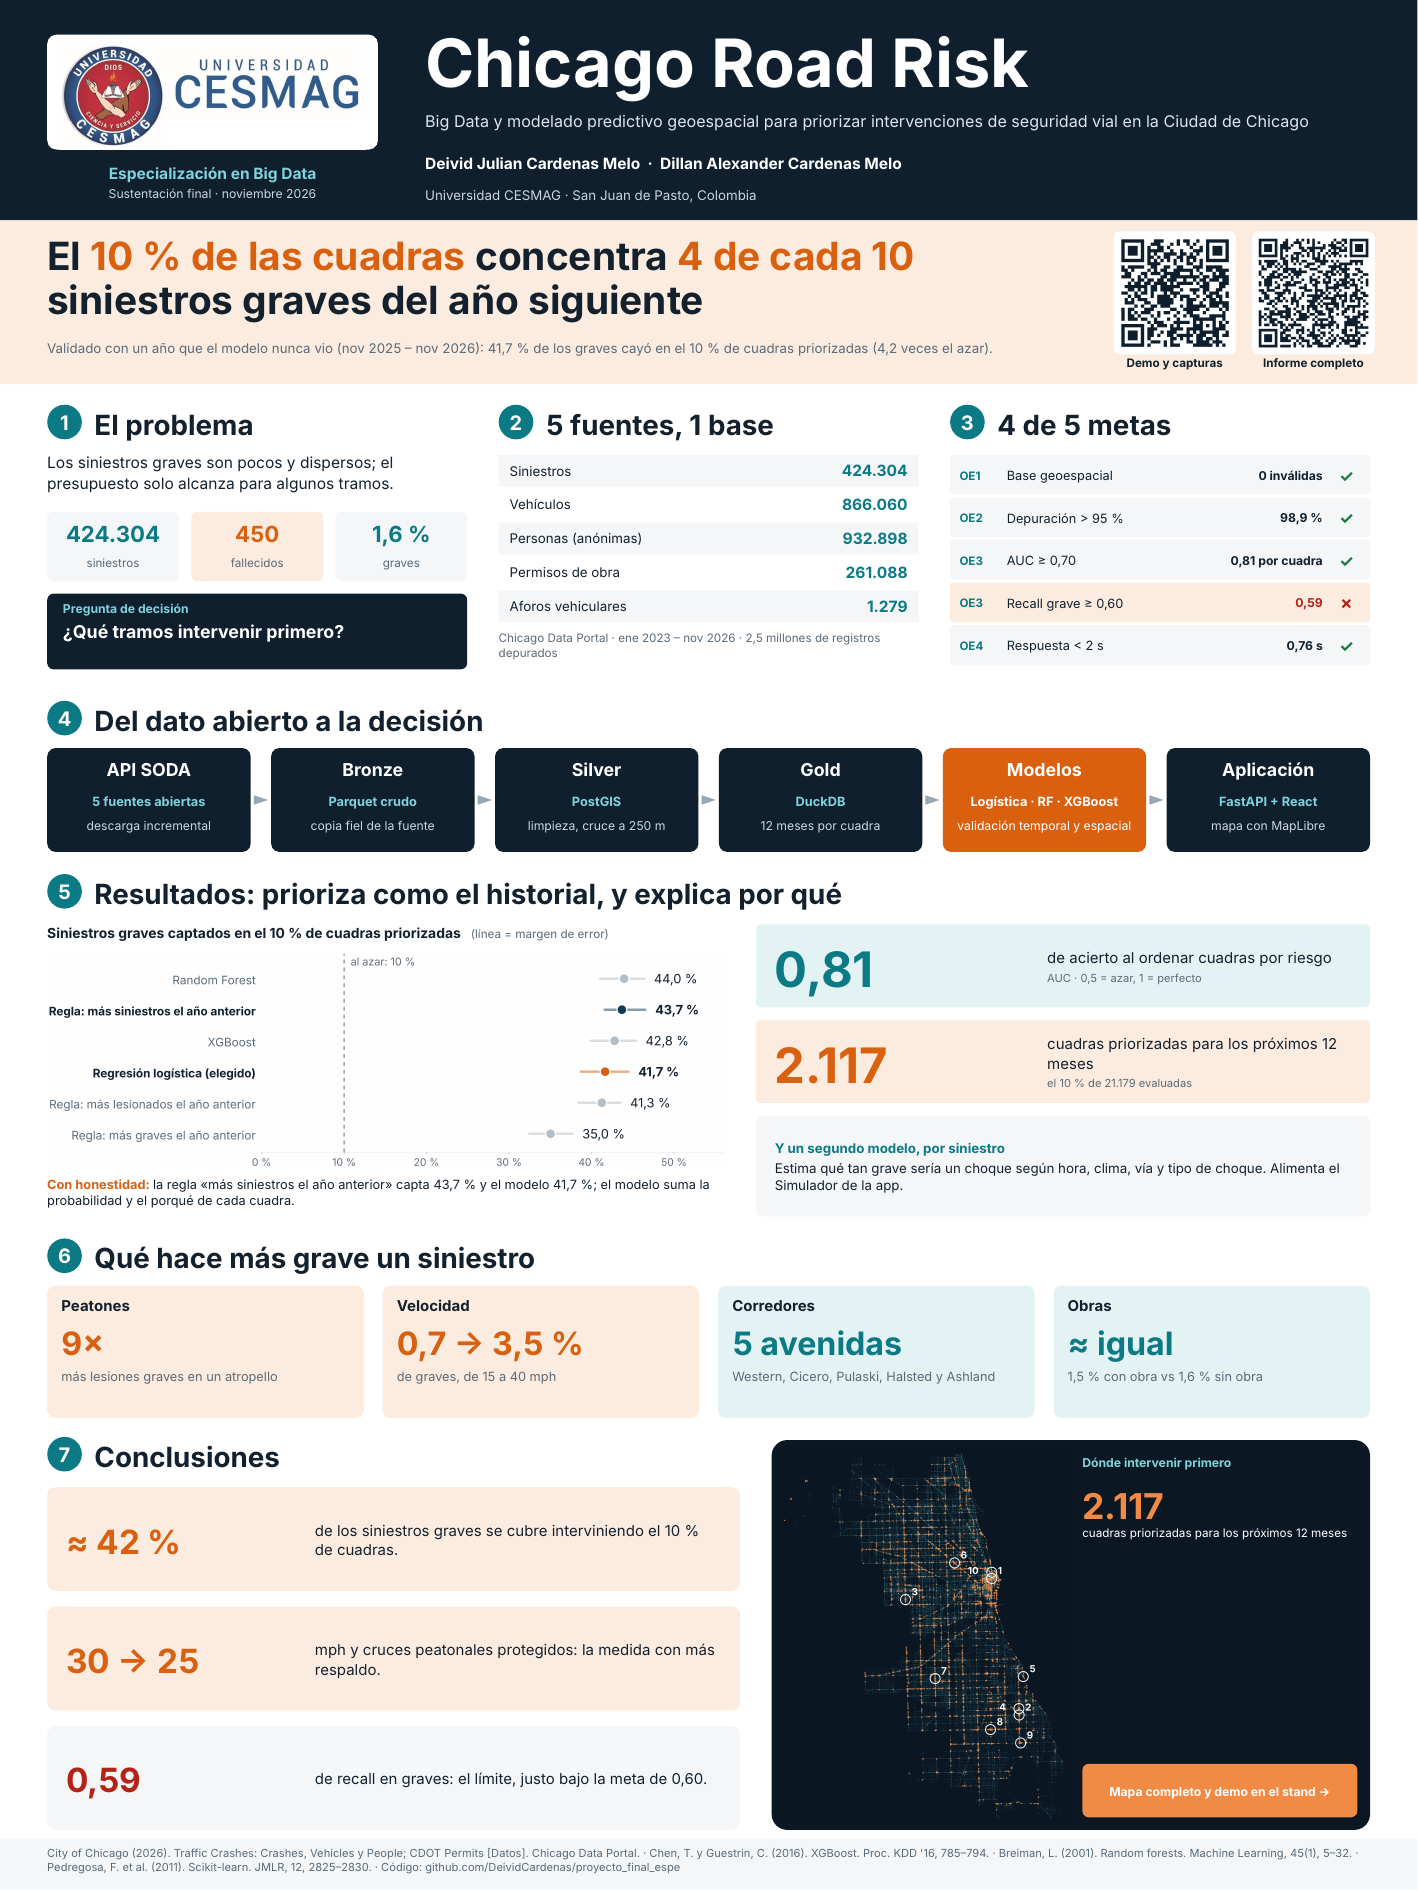 UNIVERSIDAD
DIOS
CIENCIA Y SERVICIO
CESMAG
UNIVERSIDAD
CESMAG
Especialización en Big Data
Sustentación final · noviembre 2026
Chicago Road Risk
Big Data y modelado predictivo geoespacial para priorizar intervenciones de seguridad vial en la Ciudad de Chicago
Deivid Julian Cardenas Melo · Dillan Alexander Cardenas Melo
Universidad CESMAG · San Juan de Pasto, Colombia
El 10 % de las cuadras concentra 4 de cada 10
siniestros graves del año siguiente
Validado con un año que el modelo nunca vio (nov 2025 – nov 2026): 41,7 % de los graves cayó en el 10 % de cuadras priorizadas (4,2 veces el azar).
Demo y capturas
Informe completo
1 El problema
Los siniestros graves son pocos y dispersos; el
presupuesto solo alcanza para algunos tramos.
424.304
siniestros
450
fallecidos
1,6 %
graves
Pregunta de decisión
¿Qué tramos intervenir primero?
2 5 fuentes, 1 base
Siniestros 424.304
Vehículos 866.060
Personas (anónimas) 932.898
Permisos de obra 261.088
Aforos vehiculares 1.279
Chicago Data Portal · ene 2023 – nov 2026 · 2,5 millones de registros
depurados
3 4 de 5 metas
OE1 Base geoespacial 0 inválidas ✓
OE2 Depuración > 95 % 98,9 % ✓
OE3 AUC ≥ 0,70 0,81 por cuadra ✓
OE3 Recall grave ≥ 0,60 0,59 ×
OE4 Respuesta < 2 s 0,76 s ✓
4 Del dato abierto a la decisión
API SODA
5 fuentes abiertas
descarga incremental
Bronze
Parquet crudo
copia fiel de la fuente
Silver
PostGIS
limpieza, cruce a 250 m
Gold
DuckDB
12 meses por cuadra
Modelos
Logística · RF · XGBoost
validación temporal y espacial
Aplicación
FastAPI + React
mapa con MapLibre
5 Resultados: prioriza como el historial, y explica por qué
Siniestros graves captados en el 10 % de cuadras priorizadas (línea = margen de error)
al azar: 10 %
Random Forest 44,0 %
Regla: más siniestros el año anterior 43,7 %
XGBoost 42,8 %
Regresión logística (elegido) 41,7 %
Regla: más lesionados el año anterior 41,3 %
Regla: más graves el año anterior 35,0 %
0 % 10 % 20 % 30 % 40 % 50 %
Con honestidad: la regla «más siniestros el año anterior» capta 43,7 % y el modelo 41,7 %; el modelo suma la
probabilidad y el porqué de cada cuadra.
0,81
de acierto al ordenar cuadras por riesgo
AUC · 0,5 = azar, 1 = perfecto
2.117
cuadras priorizadas para los próximos 12
meses
el 10 % de 21.179 evaluadas
Y un segundo modelo, por siniestro
Estima qué tan grave sería un choque según hora, clima, vía y tipo de choque. Alimenta el
Simulador de la app.
6 Qué hace más grave un siniestro
Peatones
9×
más lesiones graves en un atropello
Velocidad
0,7 → 3,5 %
de graves, de 15 a 40 mph
Corredores
5 avenidas
Western, Cicero, Pulaski, Halsted y Ashland
Obras
≈ igual
1,5 % con obra vs 1,6 % sin obra
7 Conclusiones
≈ 42 %
de los siniestros graves se cubre interviniendo el 10 %
de cuadras.
30 → 25
mph y cruces peatonales protegidos: la medida con más
respaldo.
0,59
de recall en graves: el límite, justo bajo la meta de 0,60.
Dónde intervenir primero
2.117
cuadras priorizadas para los próximos 12 meses
6
10 1
3
7
5
4 2
8
9
Mapa completo y demo en el stand →
City of Chicago (2026). Traffic Crashes: Crashes, Vehicles y People; CDOT Permits [Datos]. Chicago Data Portal. · Chen, T. y Guestrin, C. (2016). XGBoost. Proc. KDD '16, 785–794. · Breiman, L. (2001). Random forests. Machine Learning, 45(1), 5–32. ·
Pedregosa, F. et al. (2011). Scikit-learn. JMLR, 12, 2825–2830. · Código: github.com/DeividCardenas/proyecto_final_espe